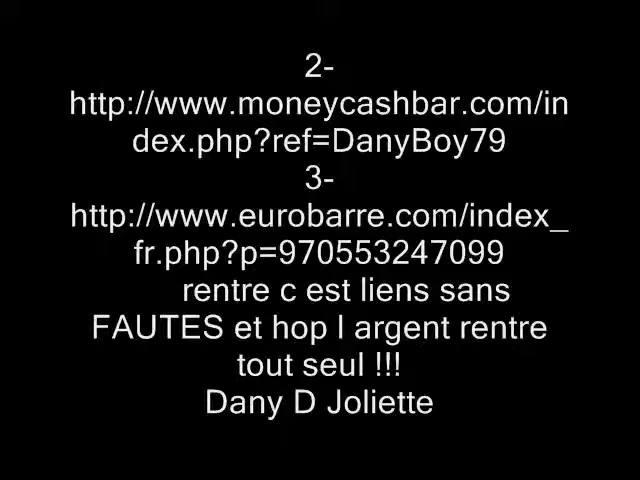 2-
http://www.moneycashbar.com/in
dex.php?ref=DanyBoy79
3-
http://www.eurobarre.com/index_
fr.php?p=970553247099
rentre c est liens sans
FAUTES et hop l argent rentre
tout seul !!!
Dany D Joliette